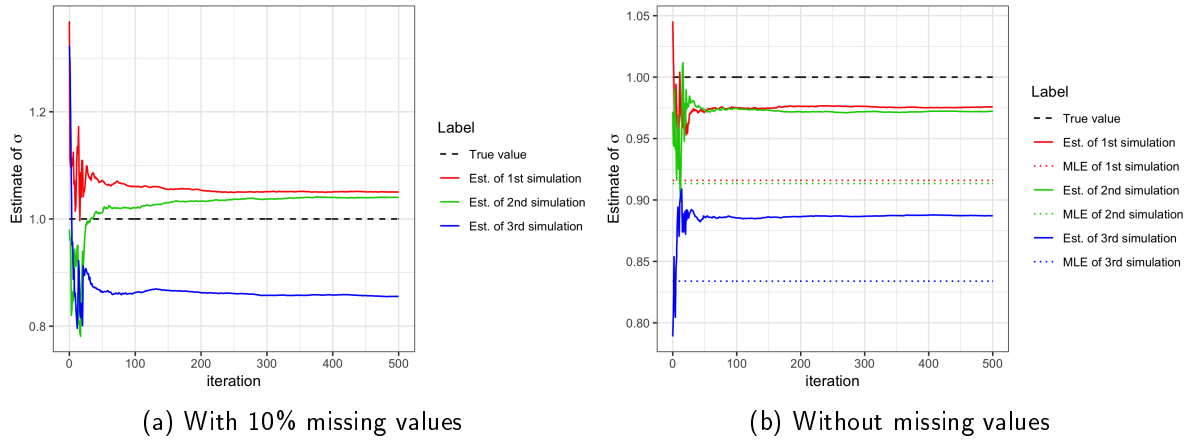 1.2
1.0
0.8
Estimate of σ
0
100
200
300
400
500
iteration
Label
True value
Est. of 1st simulation
Est. of 2nd simulation
Est. of 3rd simulation
(a) With 10% missing values
1.05
1.00
0.95
0.90
0.85
0.80
Estimate of σ
0
100
200
300
400
500
iteration
Label
True value
Est. of 1st simulation
MLE of 1st simulation
Est. of 2nd simulation
MLE of 2nd simulation
Est. of 3rd simulation
MLE of 3rd simulation
(b) Without missing values